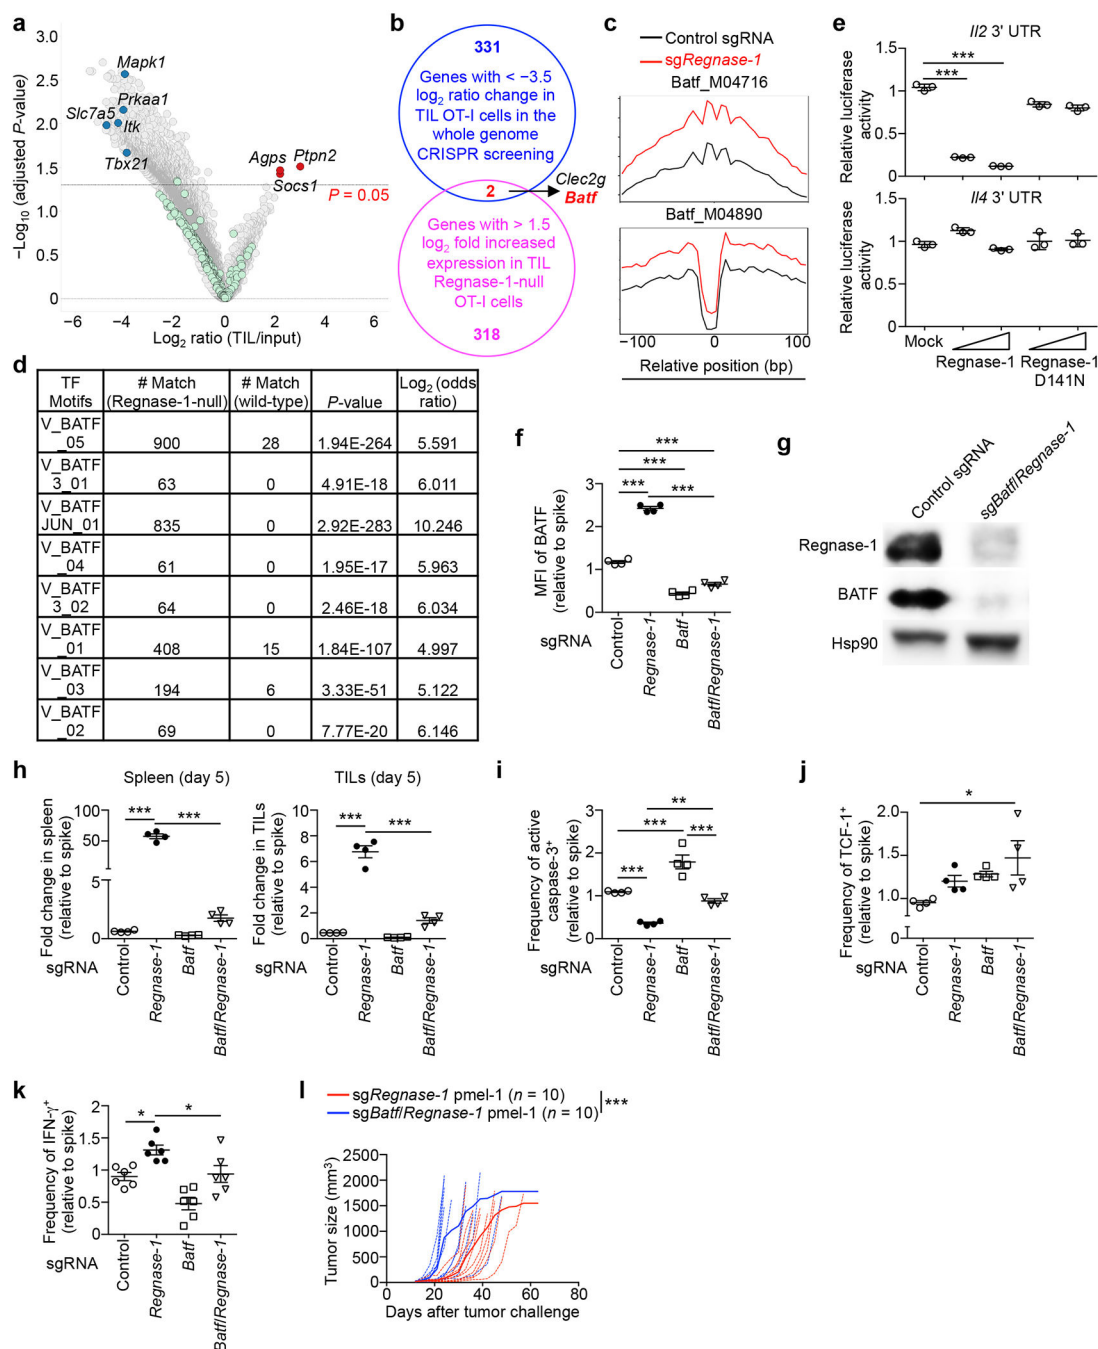 a
3.0
2.5
2.0
1.5
1.0
0.5
0
−6
−4
−2
0
2
4
6
−Log10 (adjusted P-value)
Log2 ratio (TIL/input)
Mapk1
Prkaa1
Slc7a5
Itk
Tbx21
Agps
Ptpn2
Socs1
P = 0.05
b
331
Genes with < −3.5
log2 ratio change in
TIL OT-I cells in the
whole genome
CRISPR screening
2
Clec2g
Batf
Genes with > 1.5
log2 fold increased
expression in TIL
Regnase-1-null
OT-I cells
318
c
Control sgRNA
sgRegnase-1
Batf_M04716
Batf_M04890
−100
0
100
Relative position (bp)
e
Il2 3' UTR
Relative luciferase
activity
1.5
1
0.5
0
***
***
Il4 3' UTR
Relative luciferase
activity
1.5
1
0.5
0
Mock
Regnase-1
Regnase-1
D141N
d
TF Motifs # Match (Regnase-1-null) # Match (wild-type) P-value Log2 (odds ratio)
V_BATF_05 900 28 1.94E-264 5.591
V_BATF3_01 63 0 4.91E-18 6.011
V_BATFJUN_01 835 0 2.92E-283 10.246
V_BATF_04 61 0 1.95E-17 5.963
V_BATF3_02 64 0 2.46E-18 6.034
V_BATF_01 408 15 1.84E-107 4.997
V_BATF_03 194 6 3.33E-51 5.122
V_BATF_02 69 0 7.77E-20 6.146
f
MFI of BATF
(relative to spike)
3
2
1
0
***
***
*** ***
sgRNA
Control
Regnase-1
Batf
Batf/Regnase-1
g
Control sgRNA
sgBatf/Regnase-1
Regnase-1
BATF
Hsp90
h
Spleen (day 5)
Fold change in spleen
(relative to spike)
100
50
5
0
*** ***
sgRNA
Control
Regnase-1
Batf
Batf/Regnase-1
TILs (day 5)
Fold change in TILs
(relative to spike)
10
8
6
4
2
0
*** ***
sgRNA
Control
Regnase-1
Batf
Batf/Regnase-1
i
Frequency of active
caspase-3+
(relative to spike)
3
2
1
0
**
*** ***
***
sgRNA
Control
Regnase-1
Batf
Batf/Regnase-1
j
Frequency of TCF-1+
(relative to spike)
2.0
1.5
1.0
0
*
sgRNA
Control
Regnase-1
Batf
Batf/Regnase-1
k
Frequency of IFN-γ+
(relative to spike)
2
1.5
1
0.5
0
* *
sgRNA
Control
Regnase-1
Batf
Batf/Regnase-1
l
sgRegnase-1 pmel-1 (n = 10)
sgBatf/Regnase-1 pmel-1 (n = 10)
***
Tumor size (mm3)
2500
2000
1500
1000
500
0
0
20
40
60
80
Days after tumor challenge